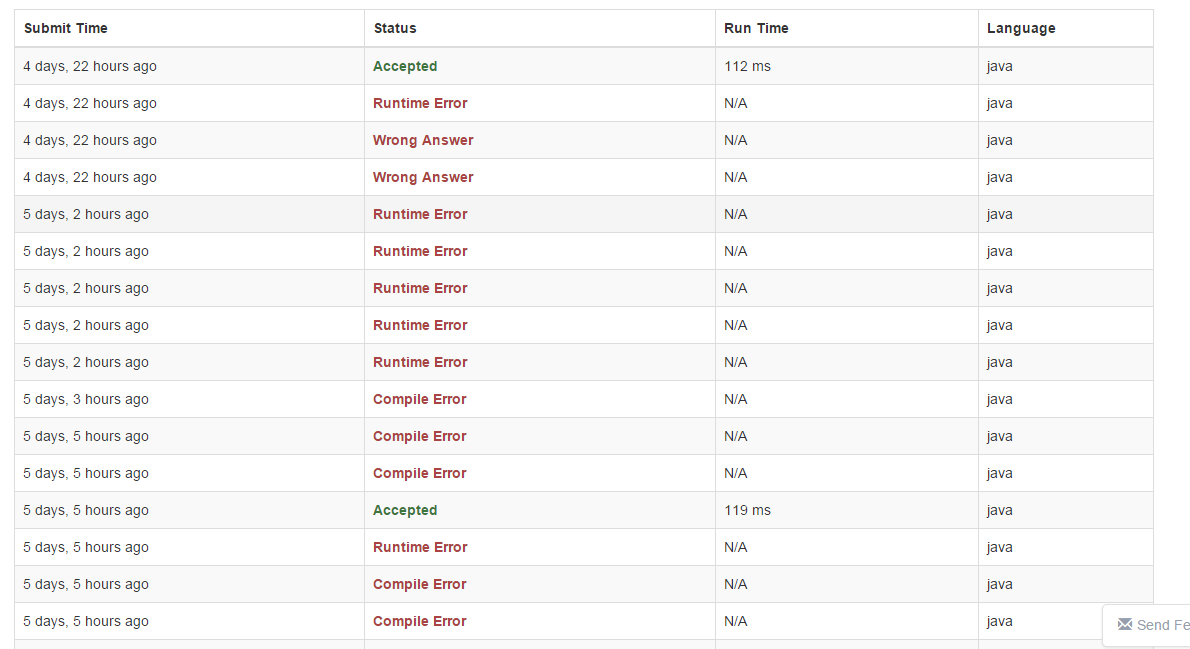 Submit Time Status Run Time Language
4 days, 22 hours ago Accepted 112 ms java
4 days, 22 hours ago Runtime Error N/A java
4 days, 22 hours ago Wrong Answer N/A java
4 days, 22 hours ago Wrong Answer N/A java
5 days, 2 hours ago Runtime Error N/A java
5 days, 2 hours ago Runtime Error N/A java
5 days, 2 hours ago Runtime Error N/A java
5 days, 2 hours ago Runtime Error N/A java
5 days, 2 hours ago Runtime Error N/A java
5 days, 3 hours ago Compile Error N/A java
5 days, 5 hours ago Compile Error N/A java
5 days, 5 hours ago Compile Error N/A java
5 days, 5 hours ago Accepted 119 ms java
5 days, 5 hours ago Runtime Error N/A java
5 days, 5 hours ago Compile Error N/A java
5 days, 5 hours ago Compile Error N/A java
Send Fe